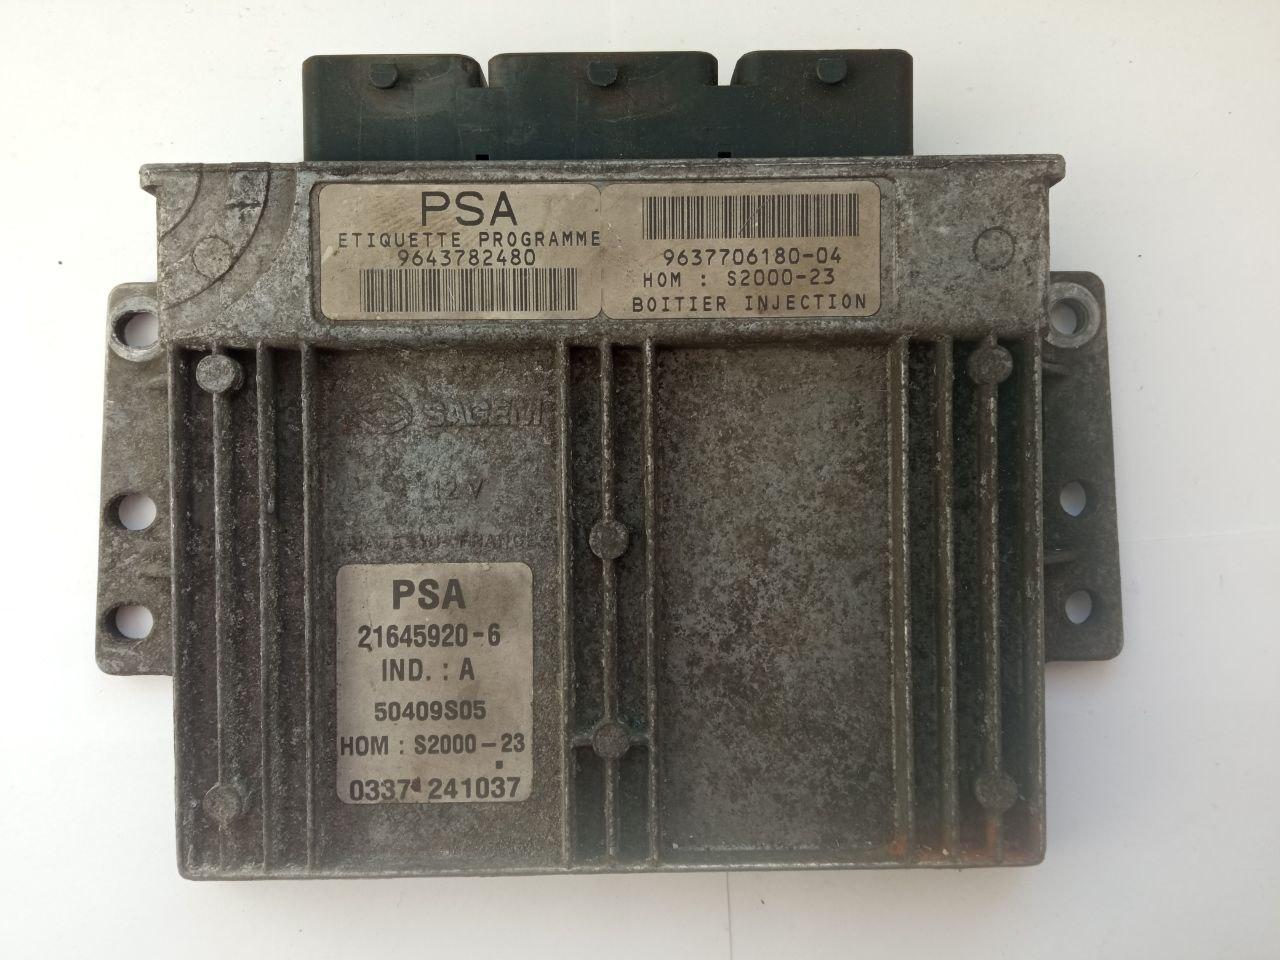 PSA
ETIQUETTE PROGRAMME
9643782480
9637706180-04
HOM : S2000-23
BOITIER INJECTION
SAGEM
12 V
FRANCE
PSA
21645920-6
IND. : A
50409S05
HOM : S2000-23
0337 241037